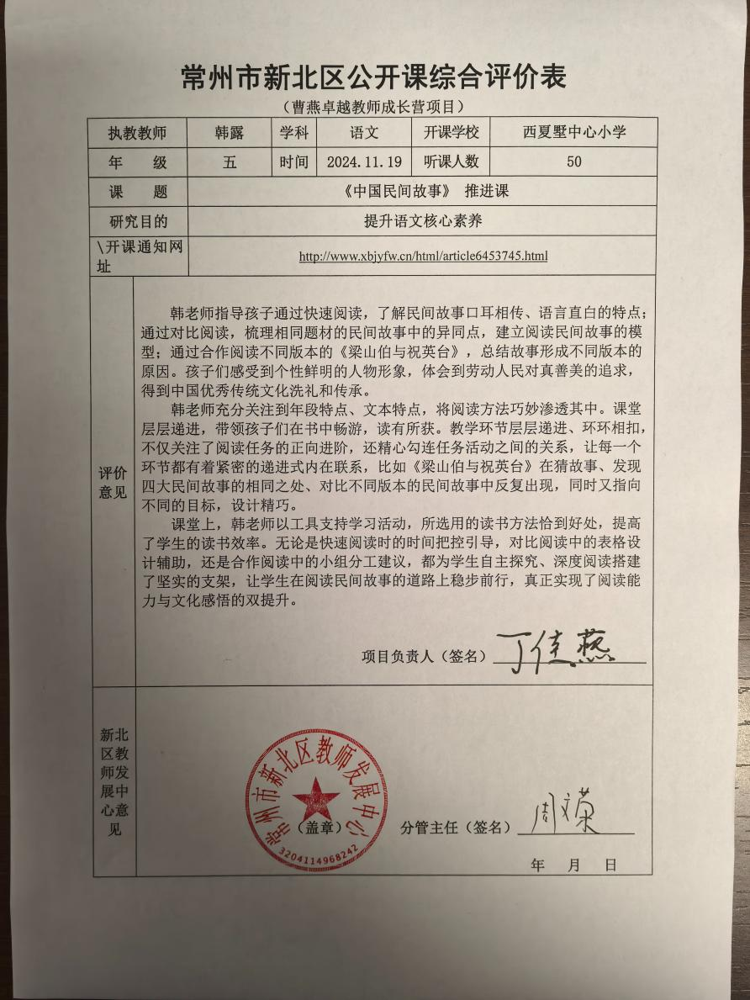 常州市新北区公开课综合评价表
（曹燕卓越教师成长营项目）
执教教师 韩露 学科 语文 开课学校 西夏墅中心小学
年 级 五 时间 2024.11.19 听课人数 50
课 题 《中国民间故事》 推进课
研究目的 提升语文核心素养
\开课通知网
址
http://www.xbjyfw.cn/html/article6453745.html
评价
意见
韩老师指导孩子通过快速阅读，了解民间故事口耳相传、语言直白的特点；
通过对比阅读，梳理相同题材的民间故事中的异同点，建立阅读民间故事的模
型；通过合作阅读不同版本的《梁山伯与祝英台》，总结故事形成不同版本的
原因。孩子们感受到个性鲜明的人物形象，体会到劳动人民对真善美的追求，
得到中国优秀传统文化洗礼和传承。
韩老师充分关注到年段特点、文本特点，将阅读方法巧妙渗透其中。课堂
层层递进，带领孩子们在书中畅游，读有所获。教学环节层层递进、环环相扣，
不仅关注了阅读任务的正向进阶，还精心勾连任务活动之间的关系，让每一个
环节都有着紧密的递进式内在联系，比如《梁山伯与祝英台》在猜故事、发现
四大民间故事的相同之处、对比不同版本的民间故事中反复出现，同时又指向
不同的目标，设计精巧。
课堂上，韩老师以工具支持学习活动，所选用的读书方法恰到好处，提高
了学生的读书效率。无论是快速阅读时的时间把控引导，对比阅读中的表格设
计辅助，还是合作阅读中的小组分工建议，都为学生自主探究、深度阅读搭建
了坚实的支架，让学生在阅读民间故事的道路上稳步前行，真正实现了阅读能
力与文化感悟的双提升。
项目负责人（签名）丁佳燕
新北
区教
师发
展中
心意
见
常州市新北区教师发展中心
（盖章）
3204114968242
分管主任（签名）周文荣
年 月 日